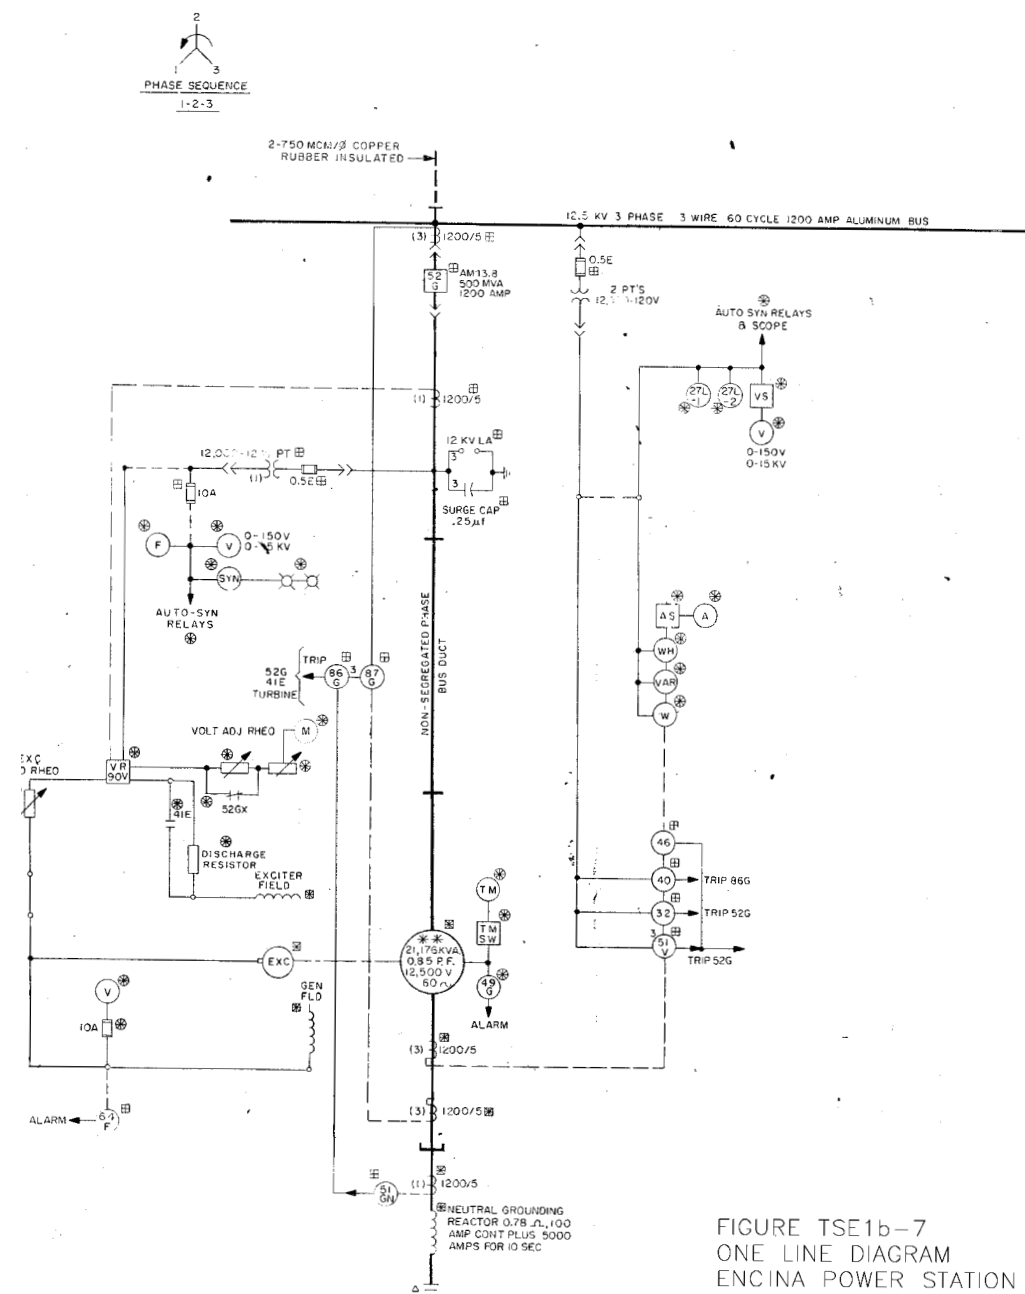 2
1 3
PHASE SEQUENCE
1-2-3
2-750 MCM/Ø COPPER
RUBBER INSULATED
12.5 KV 3 PHASE 3 WIRE 60 CYCLE 1200 AMP ALUMINUM BUS
(3) 1200/5
52
G
AM13.8
500 MVA
1200 AMP
0.5E
2 PT'S
-120V
AUTO SYN RELAYS
& SCOPE
(1) 1200/5
27L
-1
27L
-2
VS
V
0-150V
0-15KV
12 KV LA
3
3
SURGE CAP
.25µf
PT
(1)
0.5E
10A
F
V
0-150V
SYN
AUTO-SYN
RELAYS
NON-SEGREGATED PHASE
BUS DUCT
AS
A
WH
VAR
W
TRIP
52G
41E
TURBINE
86
G
3
87
G
VOLT ADJ RHEO
M
EXC
RHEO
VR
90V
52GX
41E
DISCHARGE
RESISTOR
EXCITER
FIELD
46
40
TRIP 86G
32
TRIP 52G
3
51
V
TRIP 52G
TM
TM
SW
49
G
ALARM
**
21,176KVA
0.85 P.F.
12,500 V
60 ~
EXC
GEN
FLD
V
10A
ALARM
64
F
(3) 1200/5
(3) 1200/5
(1) 1200/5
51
GN
NEUTRAL GROUNDING
REACTOR 0.78 Ω, 100
AMP CONT PLUS 5000
AMPS FOR 10 SEC
FIGURE TSE1b-7
ONE LINE DIAGRAM
ENCINA POWER STATION